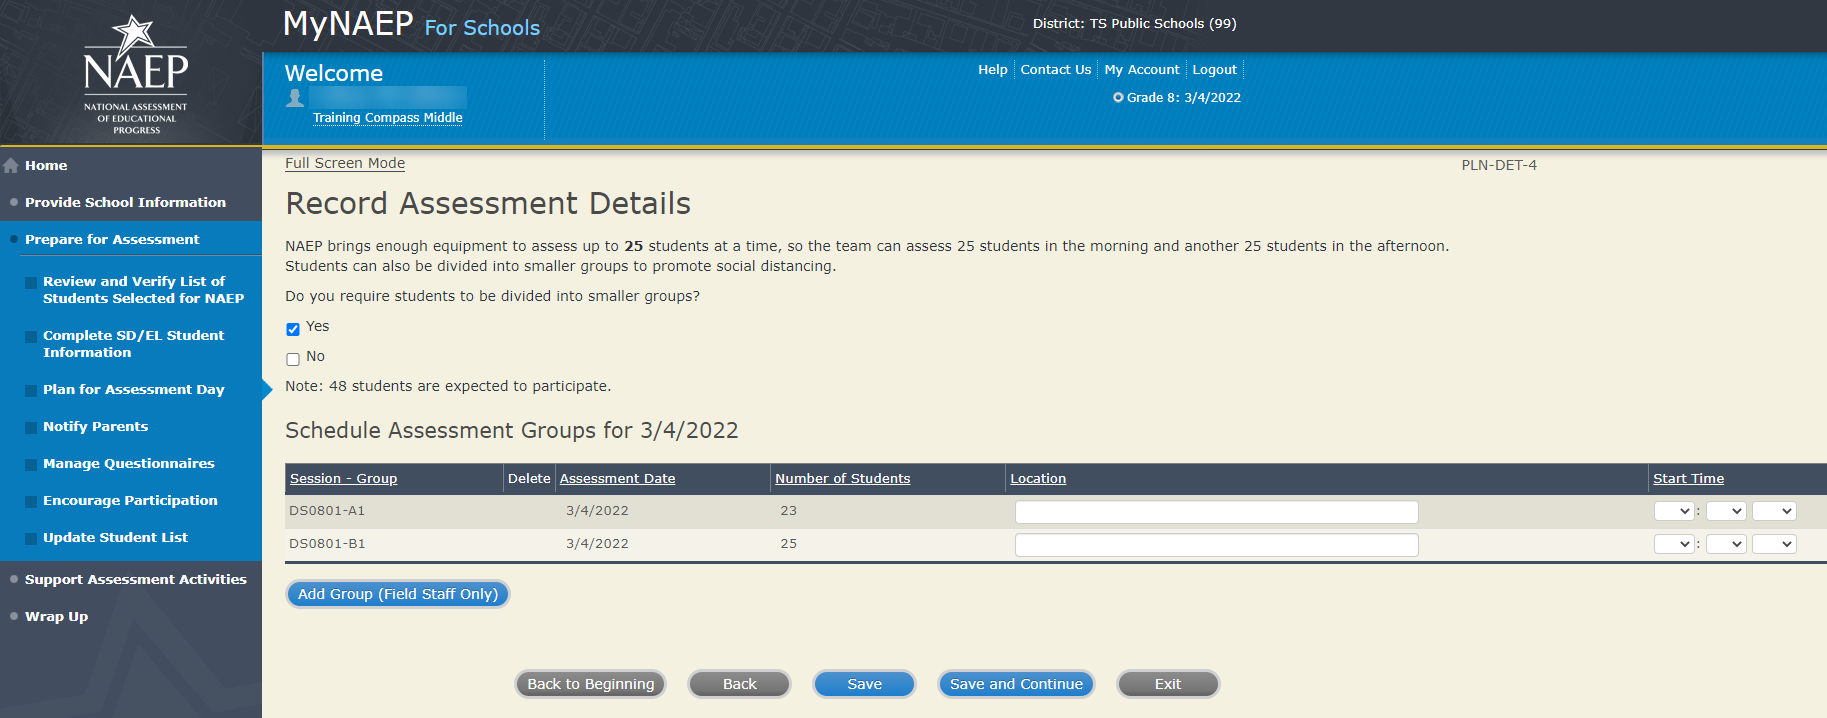 NAEP
NATIONAL ASSESSMENT
OF EDUCATIONAL
PROGRESS
MyNAEP For Schools
District: TS Public Schools (99)
Welcome
Training Compass Middle
Help
Contact Us
My Account
Logout
Grade 8: 3/4/2022
Home
Provide School Information
Prepare for Assessment
Review and Verify List of
Students Selected for NAEP
Complete SD/EL Student
Information
Plan for Assessment Day
Notify Parents
Manage Questionnaires
Encourage Participation
Update Student List
Support Assessment Activities
Wrap Up
Full Screen Mode
PLN-DET-4
Record Assessment Details
NAEP brings enough equipment to assess up to 25 students at a time, so the team can assess 25 students in the morning and another 25 students in the afternoon.
Students can also be divided into smaller groups to promote social distancing.
Do you require students to be divided into smaller groups?
Yes
No
Note: 48 students are expected to participate.
Schedule Assessment Groups for 3/4/2022
Session - Group Delete Assessment Date Number of Students Location Start Time
DS0801-A1 3/4/2022 23 :
DS0801-B1 3/4/2022 25 :
Add Group (Field Staff Only)
Back to Beginning
Back
Save
Save and Continue
Exit